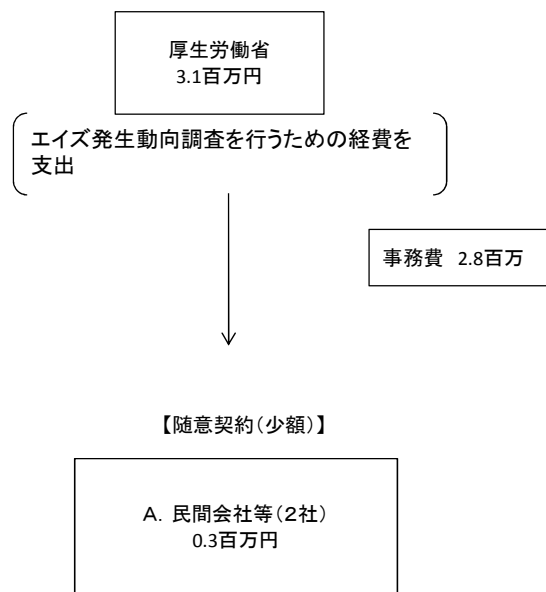 厚生労働省
3.1百万円
エイズ発生動向調査を行うための経費を
支出
事務費 2.8百万
【随意契約(少額)】
A. 民間会社等(2社)
0.3百万円